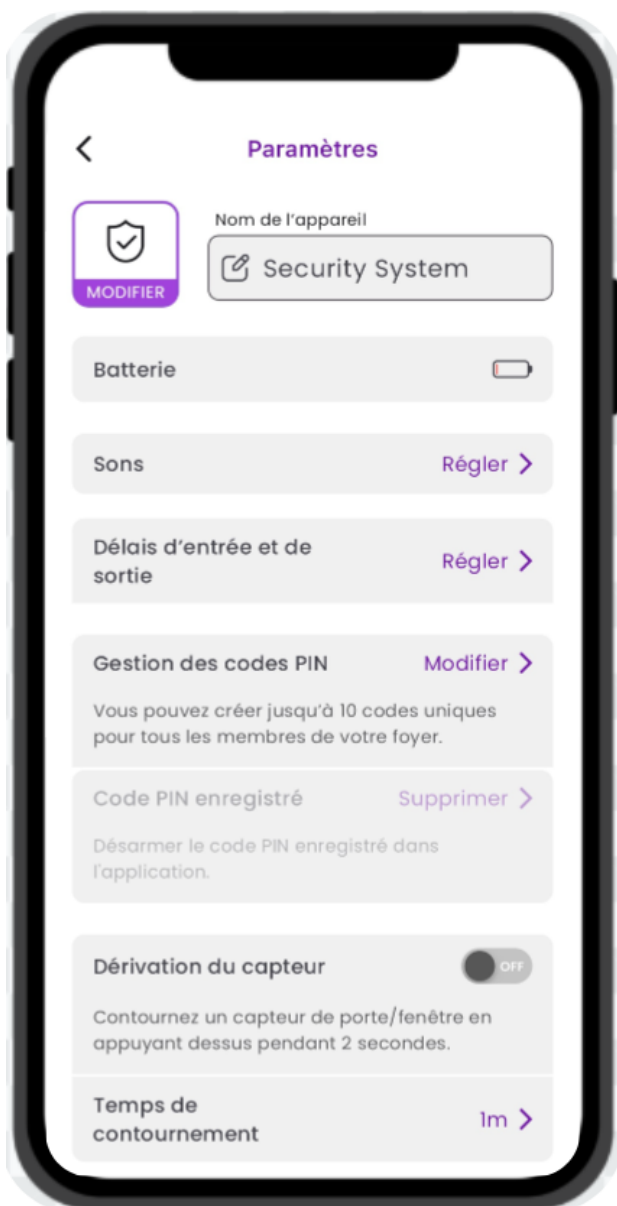 Paramètres
Nom de l'appareil
Security System
MODIFIER
Batterie
Sons
Régler
Délais d'entrée et de
sortie
Régler
Gestion des codes PIN
Modifier
Vous pouvez créer jusqu'à 10 codes uniques
pour tous les membres de votre foyer.
Code PIN enregistré
Supprimer
Désarmer le code PIN enregistré dans
l'application.
Dérivation du capteur
OFF
Contournez un capteur de porte/fenêtre en
appuyant dessus pendant 2 secondes.
Temps de
contournement
1m